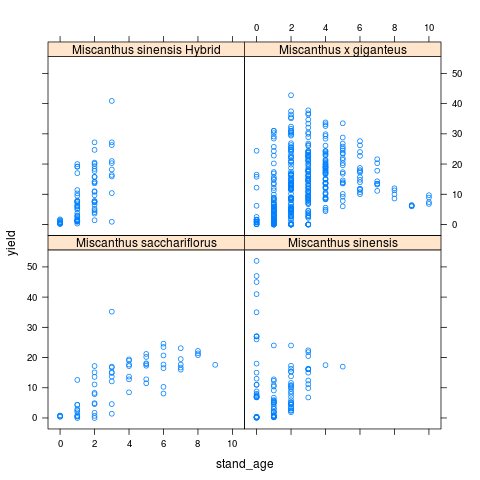 0 2 4 6 8 10
Miscanthus sinensis Hybrid
Miscanthus x giganteus
50
40
30
20
10
0
yield
Miscanthus sacchariflorus
Miscanthus sinensis
50
40
30
20
10
0
0 2 4 6 8 10
stand_age